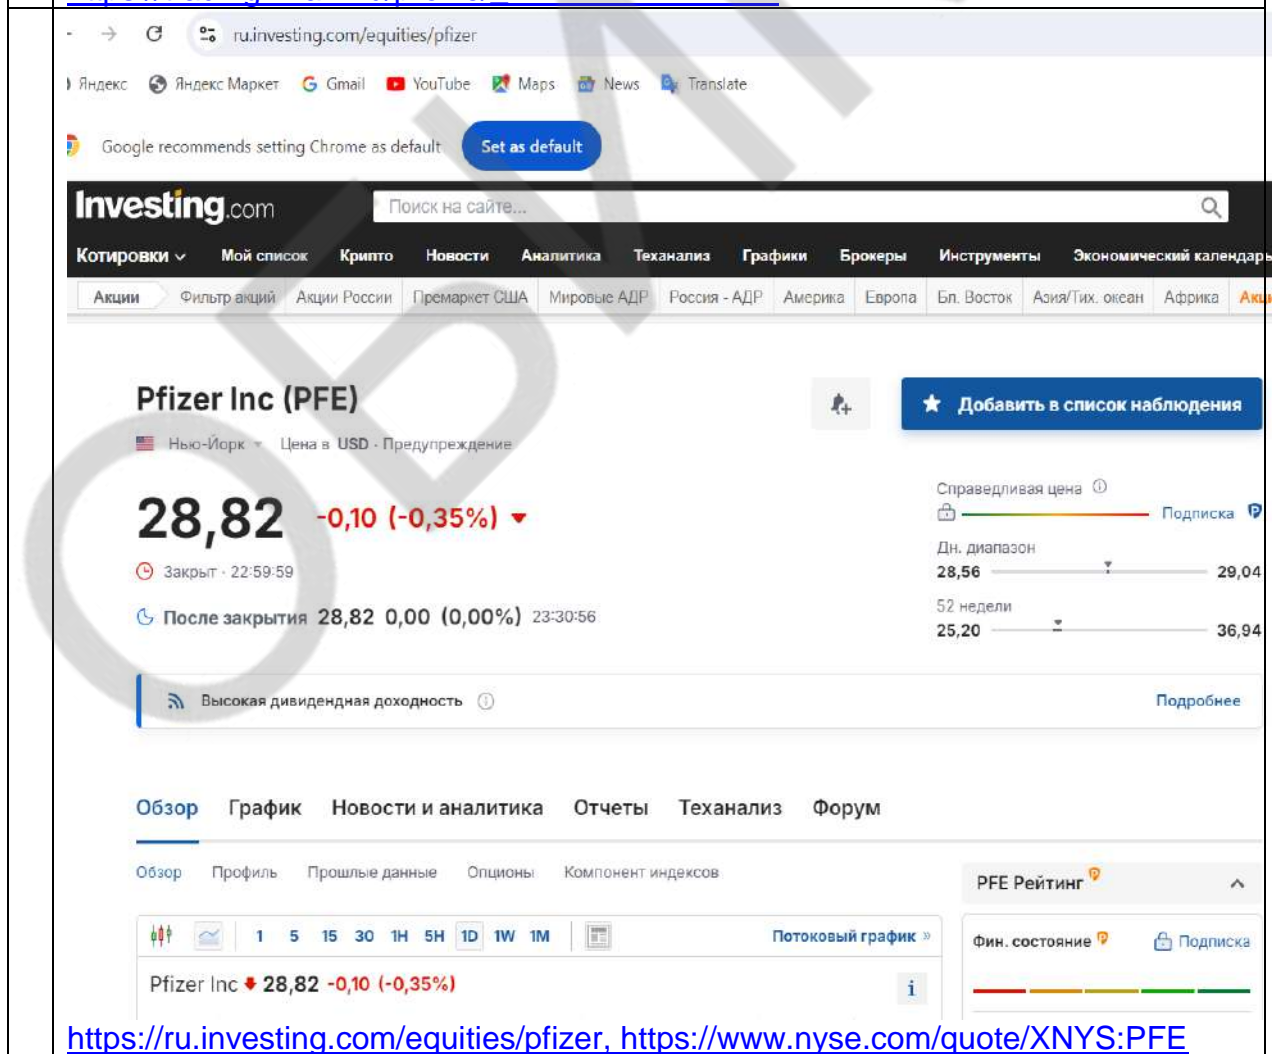 ru.investing.com/equities/pfizer
Яндекс Яндекс Маркет Gmail YouTube Maps News Translate
Google recommends setting Chrome as default Set as default
Investing.com Поиск на сайте...
Котировки Мой список Крипто Новости Аналитика Теханализ Графики Брокеры Инструменты Экономический календарь
Акции Фильтр акций Акции России Премаркет США Мировые АДР Россия - АДР Америка Европа Бл. Восток Азия/Тих. океан Африка
Pfizer Inc (PFE)
Добавить в список наблюдения
Нью-Йорк Цена в USD · Предупреждение
Справедливая цена
28,82 -0,10 (-0,35%)
Подписка
Дн. диапазон
Закрыт · 22:59:59
28,56 29,04
52 недели
После закрытия 28,82 0,00 (0,00%) 23:30:56
25,20 36,94
Высокая дивидендная доходность Подробнее
Обзор График Новости и аналитика Отчеты Теханализ Форум
Обзор Профиль Прошлые данные Опционы Компонент индексов
PFE Рейтинг
1 5 15 30 1H 5H 1D 1W 1M Потоковый график »
Фин. состояние Подписка
Pfizer Inc 28,82 -0,10 (-0,35%)
https://ru.investing.com/equities/pfizer, https://www.nyse.com/quote/XNYS:PFE